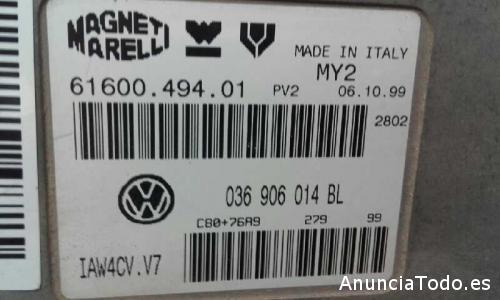 MAGNETI
MARELLI
MADE IN ITALY
MY2
61600.494.01 PV2 06.10.99
2802
036 906 014 BL
C80+76A9 279 99
IAW4CV.V7
AnunciaTodo.es